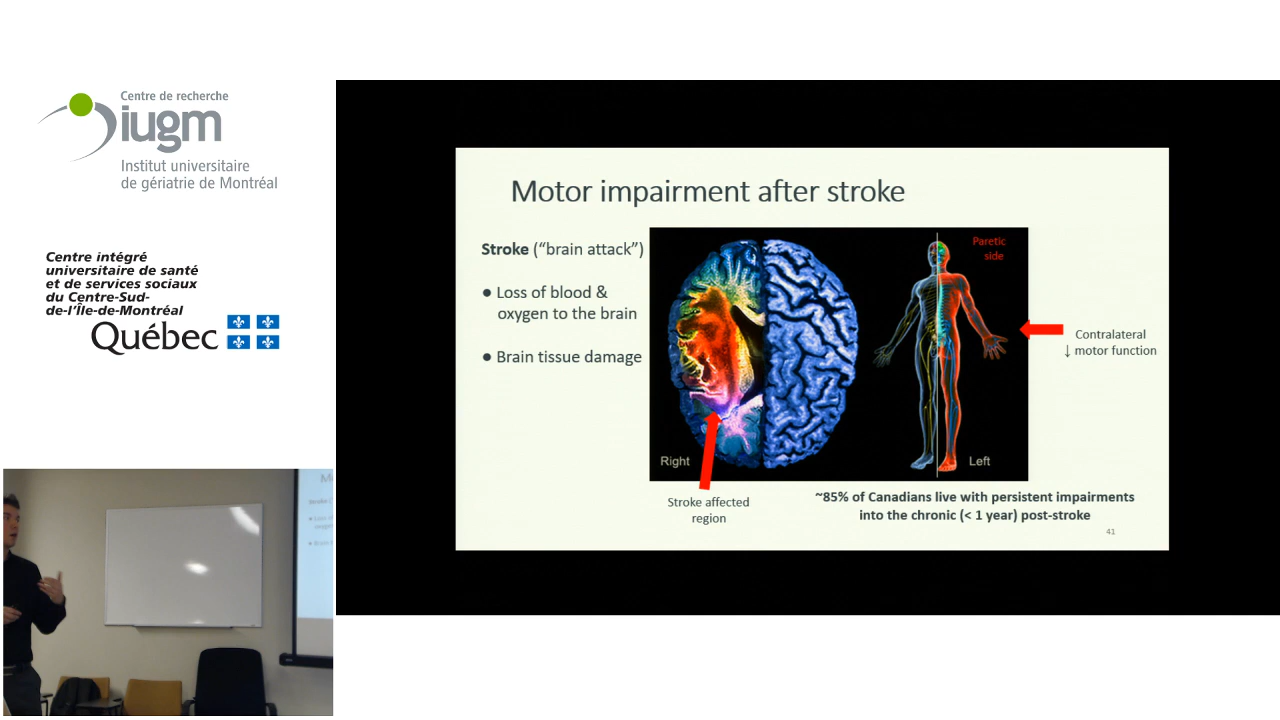 Centre de recherche
iugm
Institut universitaire
de gériatrie de Montréal
Centre intégré
universitaire de santé
et de services sociaux
du Centre-Sud-
de-l'Île-de-Montréal
Québec
Motor impairment after stroke
Stroke (“brain attack”)
● Loss of blood &
oxygen to the brain
● Brain tissue damage
Paretic
side
Right
Left
Contralateral
↓ motor function
Stroke affected
region
~85% of Canadians live with persistent impairments
into the chronic (< 1 year) post-stroke
41